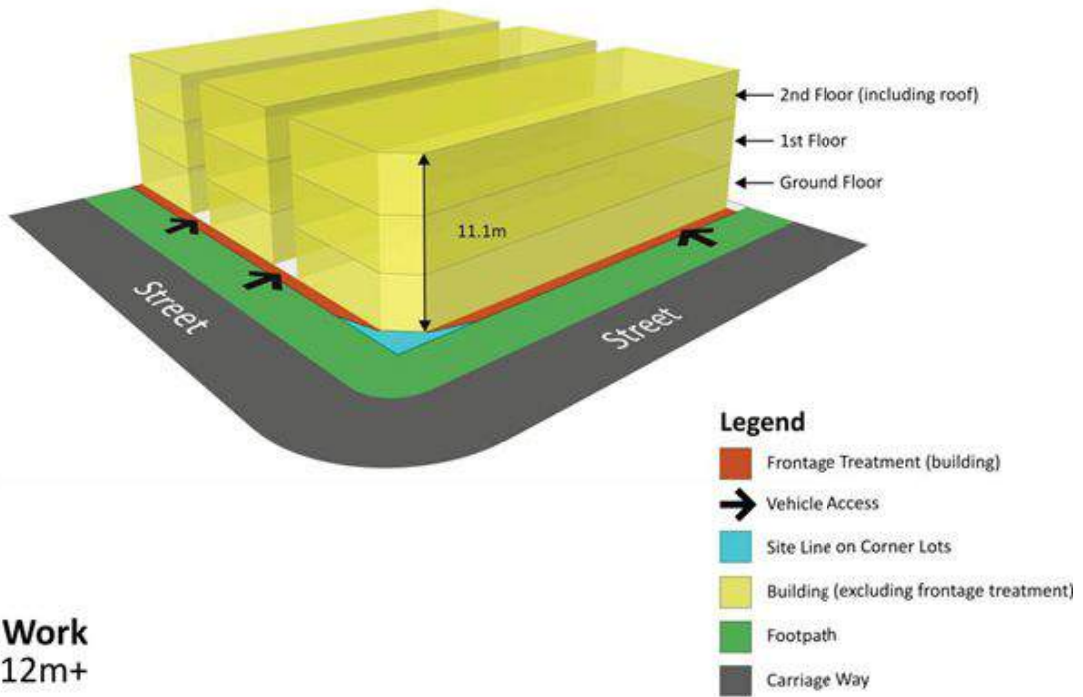 2nd Floor (including roof)
1st Floor
Ground Floor
11.1m
Street
Street
Legend
Frontage Treatment (building)
Vehicle Access
Site Line on Corner Lots
Building (excluding frontage treatment)
Footpath
Carriage Way
Work
12m+